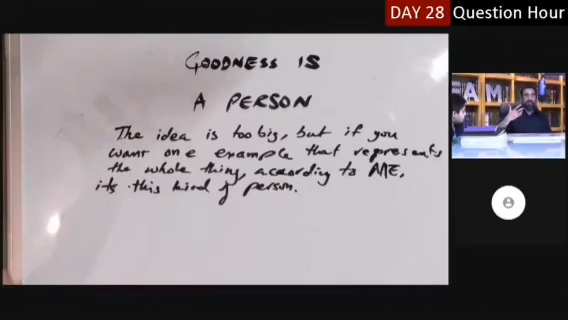 DAY 28 Question Hour
GOODNESS IS
A PERSON
The idea is too big, but if you
want one example that represents
the whole thing according to ME,
its this kind of person.
AM